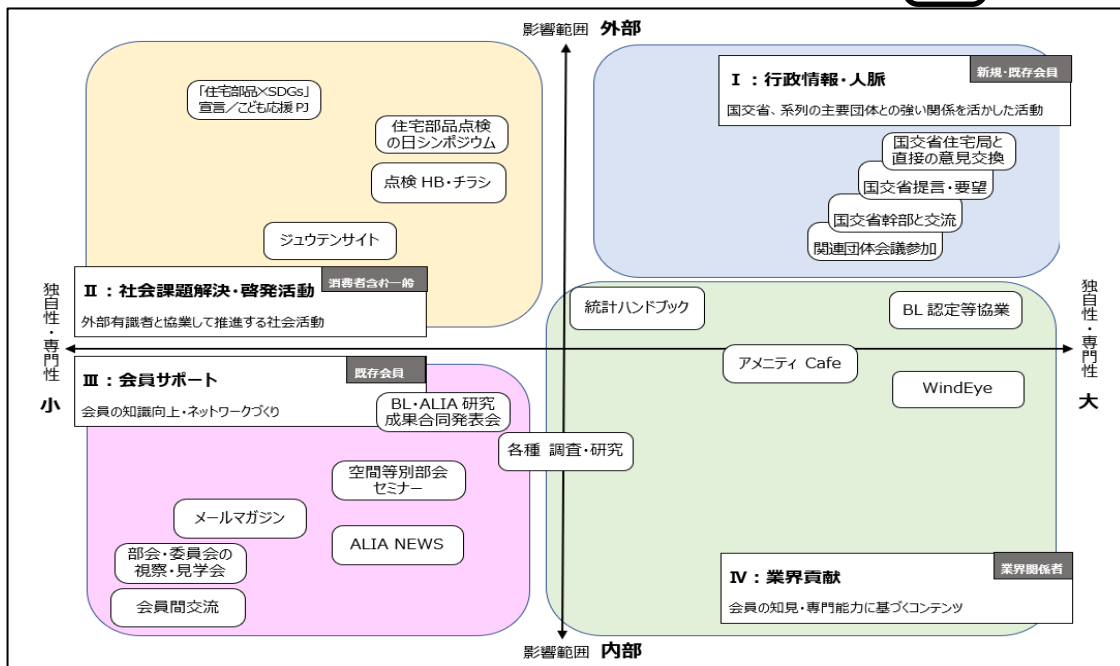 影響範囲 外部
「住宅部品×SDGs」
宣言／こども応援 PJ
住宅部品点検
の日シンポジウム
点検 HB・チラシ
ジュウテンサイト
Ⅰ：行政情報・人脈
新規・既存会員
国交省、系列の主要団体との強い関係を活かした活動
国交省住宅局と
直接の意見交換
国交省提言・要望
国交省幹部と交流
関連団体会議参加
Ⅱ：社会課題解決・啓発活動
消費者含む一般
外部有識者と協業して推進する社会活動
統計ハンドブック
BL 認定等協業
独自性・専門性 小
独自性・専門性 大
アメニティ Cafe
WindEye
Ⅲ：会員サポート
既存会員
会員の知識向上・ネットワークづくり
BL・ALIA 研究
成果合同発表会
各種 調査・研究
空間等別部会
セミナー
メールマガジン
ALIA NEWS
部会・委員会の
視察・見学会
会員間交流
Ⅳ：業界貢献
業界関係者
会員の知見・専門能力に基づくコンテンツ
影響範囲 内部